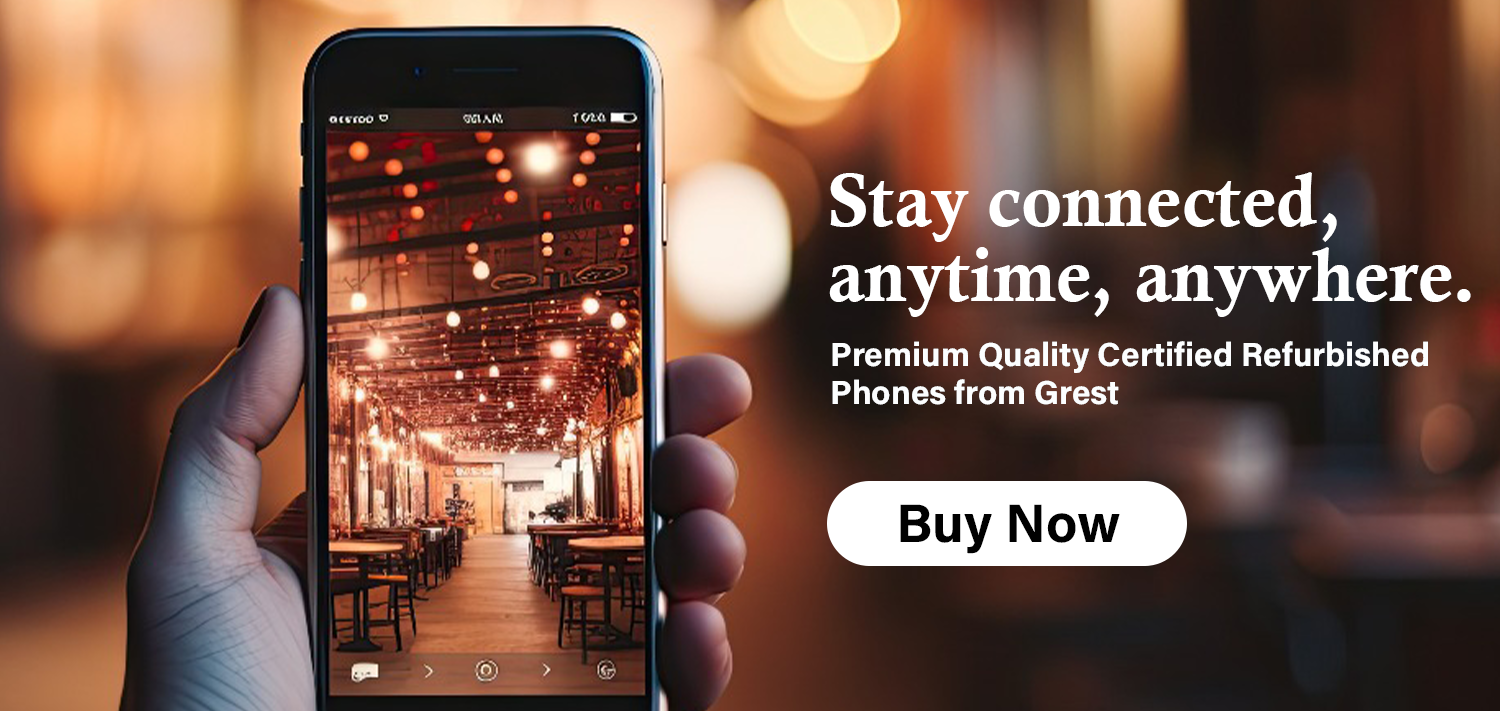 Stay connected,
anytime, anywhere.
Premium Quality Certified Refurbished
Phones from Grest
Buy Now